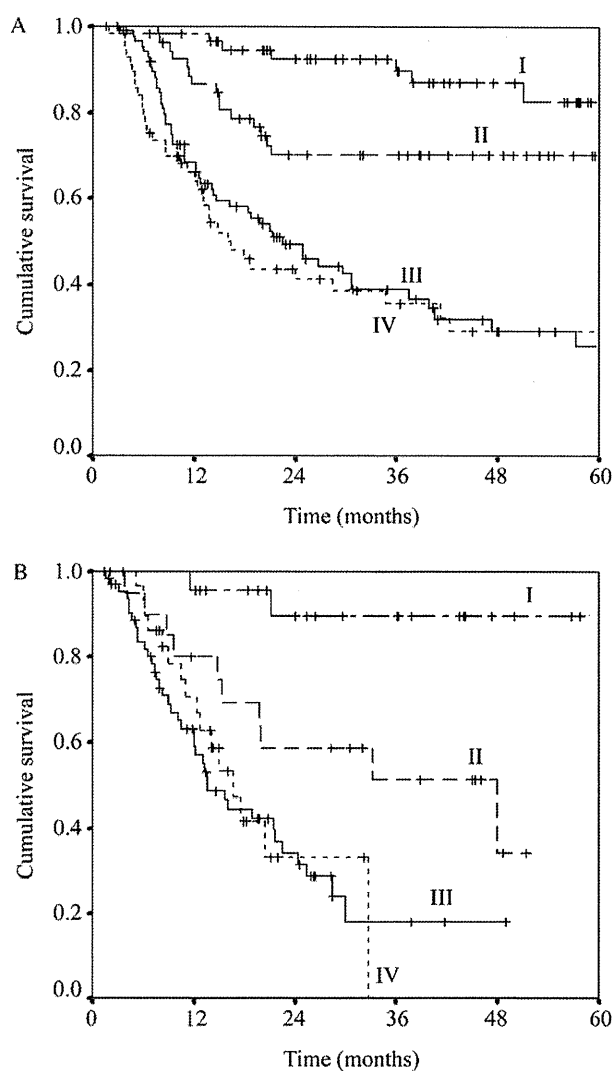 A
1.0
0.8
0.6
0.4
0.2
0.0
Cumulative survival
I
II
III
IV
0 12 24 36 48 60
Time (months)
B
1.0
0.8
0.6
0.4
0.2
0.0
Cumulative survival
I
II
III
IV
0 12 24 36 48 60
Time (months)